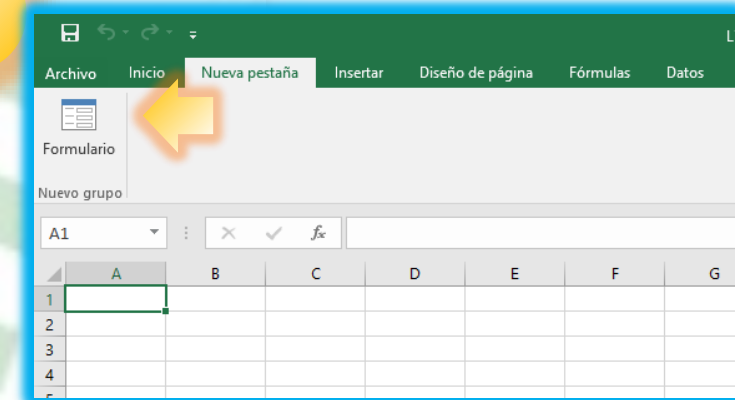 Archivo Inicio Nueva pestaña Insertar Diseño de página Fórmulas Datos
Formulario
Nuevo grupo
A1 fx
A B C D E F G
1
2
3
4